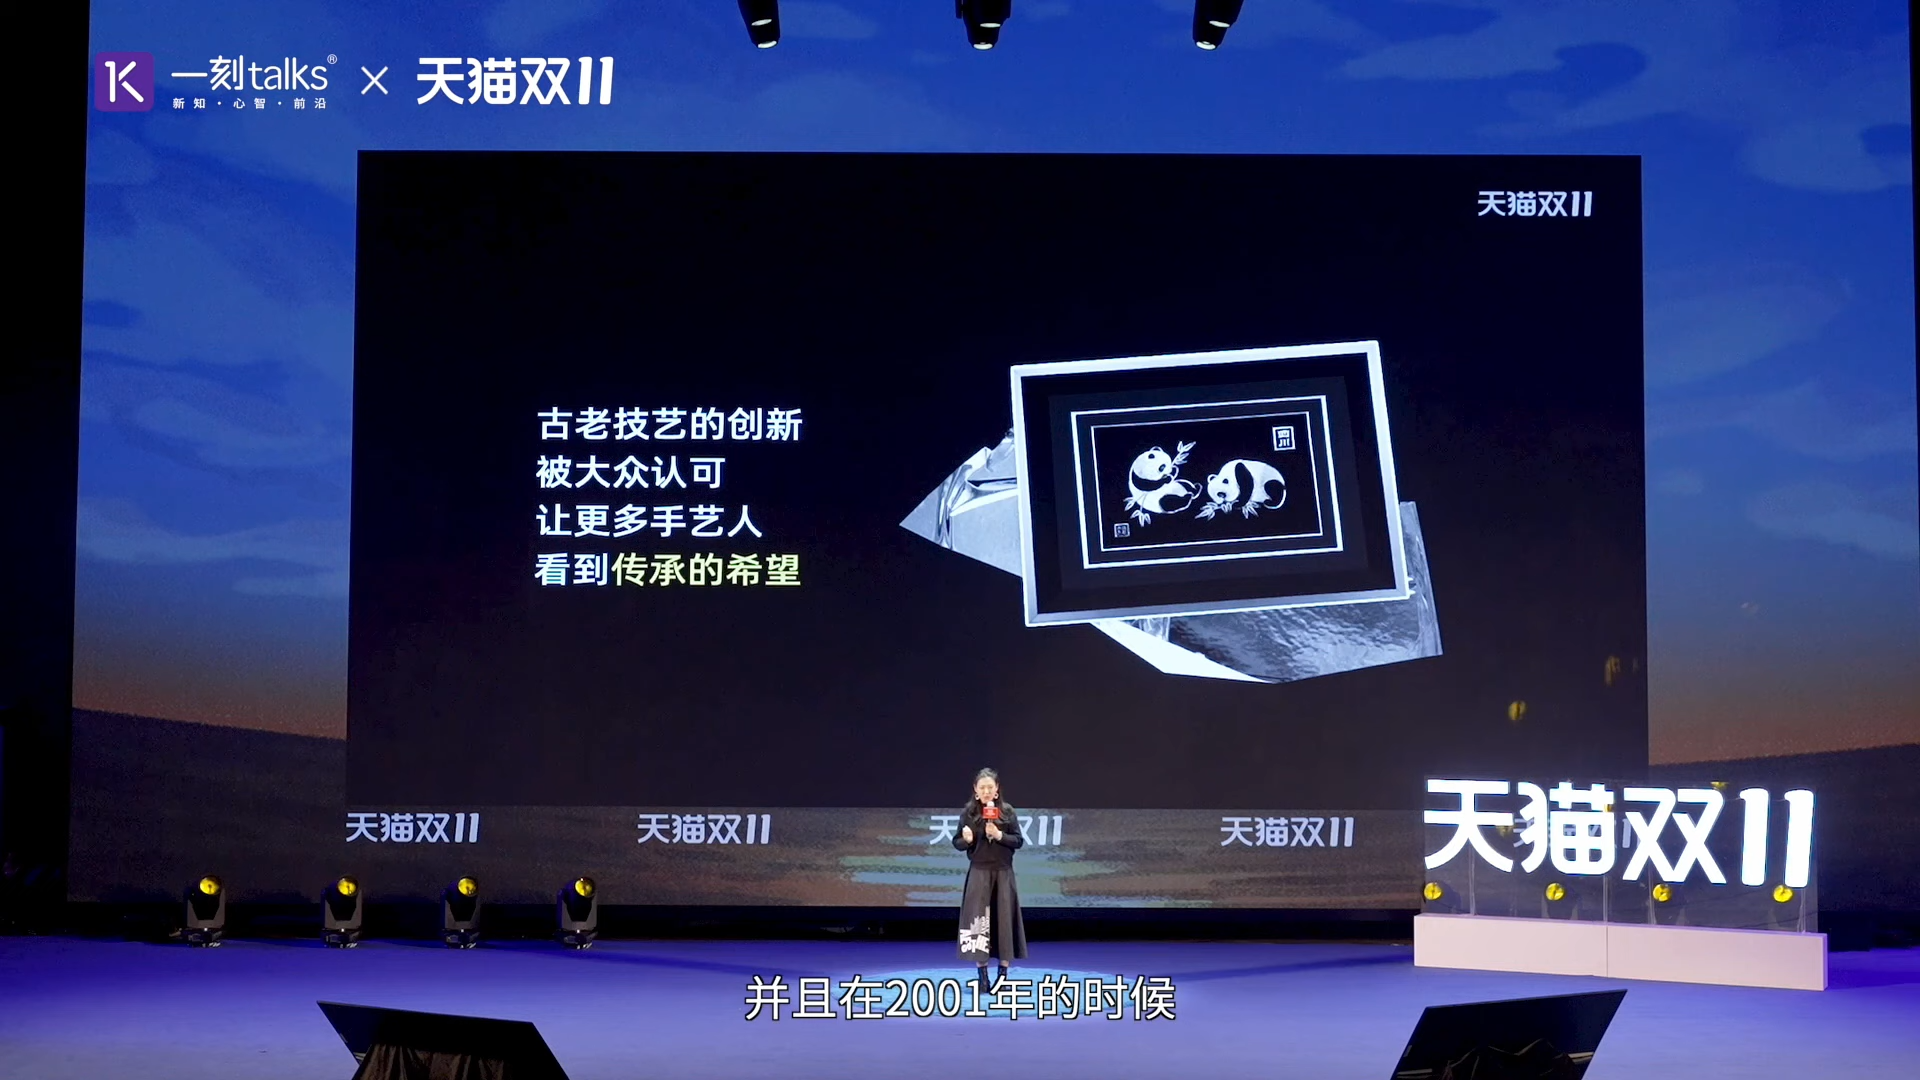 一刻talks®
新知·心智·前沿
×
天猫双11
天猫双11
古老技艺的创新
被大众认可
让更多手艺人
看到传承的希望
四川
天猫双11
天猫双11
天 11
天猫双11
天猫双11
并且在2001年的时候